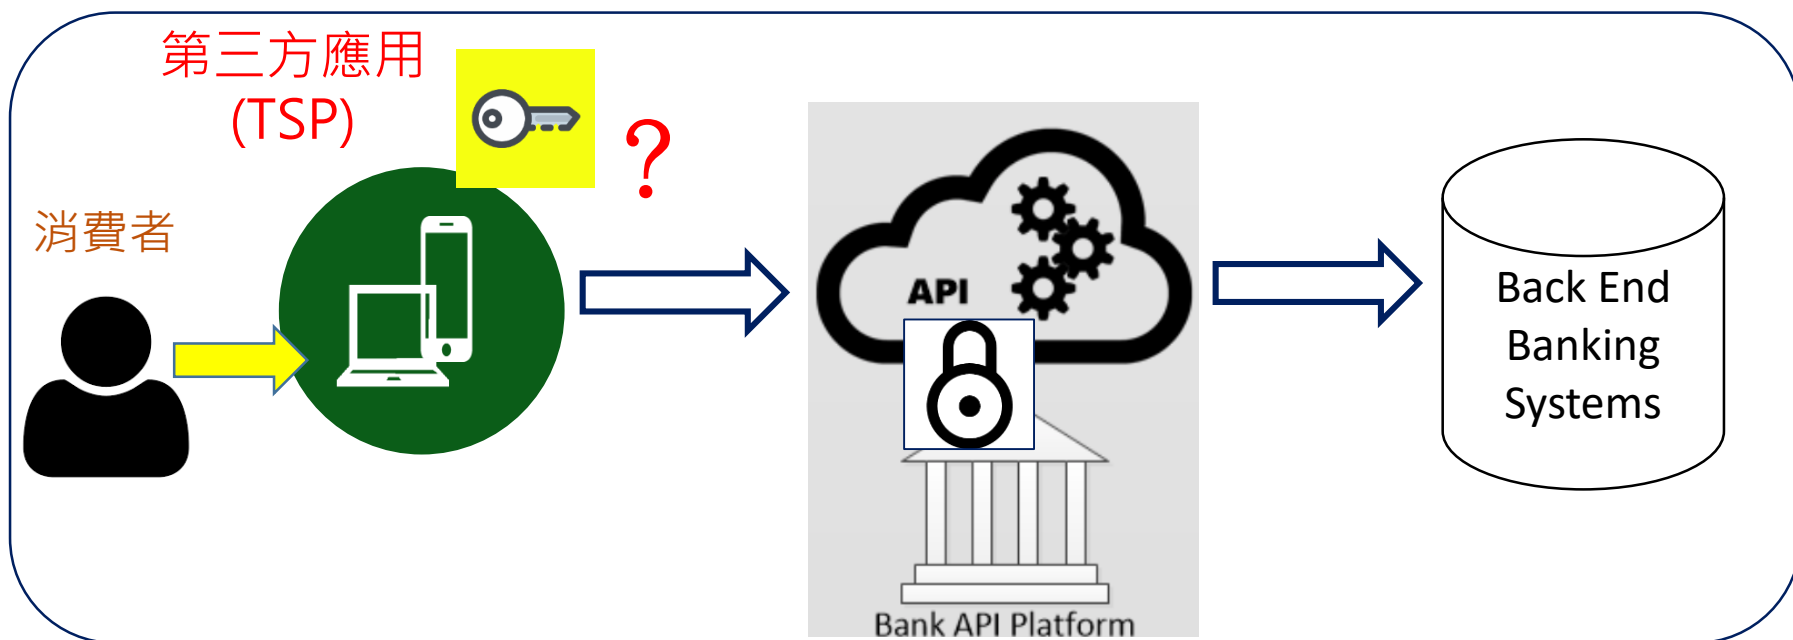 第三方應用
(TSP)
?
消費者
API
Bank API Platform
Back End
Banking
Systems